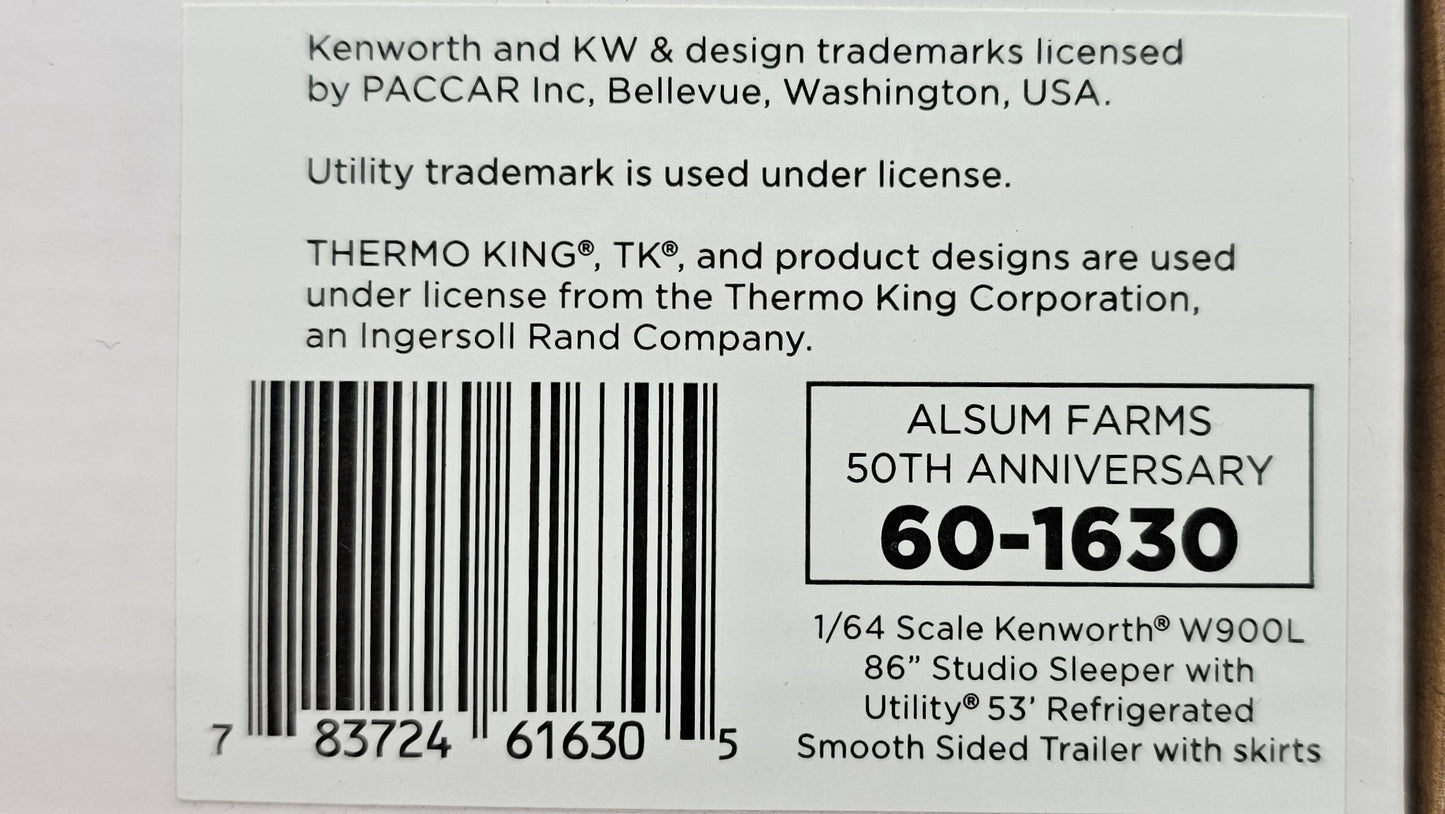 Kenworth and KW & design trademarks licensed
by PACCAR Inc, Bellevue, Washington, USA.
Utility trademark is used under license.
THERMO KING®, TK®, and product designs are used
under license from the Thermo King Corporation,
an Ingersoll Rand Company.
ALSUM FARMS
50TH ANNIVERSARY
60-1630
1/64 Scale Kenworth® W900L
86” Studio Sleeper with
Utility® 53' Refrigerated
Smooth Sided Trailer with skirts
7 83724 61630 5